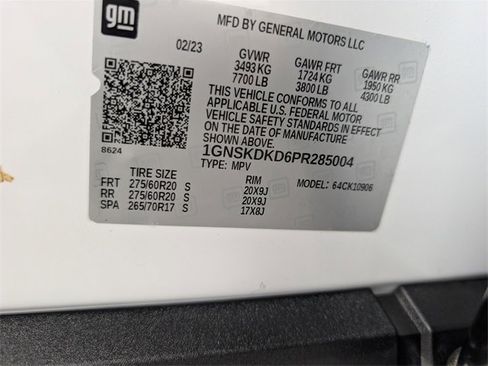 gm
MFD BY GENERAL MOTORS LLC
02/23 GVWR GAWR FRT GAWR RR
3493 KG 1724 KG 1950 KG
7700 LB 3800 LB 4300 LB
THIS VEHICLE CONFORMS TO ALL
APPLICABLE U.S. FEDERAL MOTOR
VEHICLE SAFETY STANDARDS IN EFFECT
ON THE DATE OF MANUFACTURE
SHOWN ABOVE.
8624 1GNSKDKD6PR285004
TYPE: MPV MODEL: 64CK10906
TIRE SIZE RIM
FRT 275/60R20 S 20X9J
RR 275/60R20 S 20X9J
SPA 265/70R17 S 17X8J